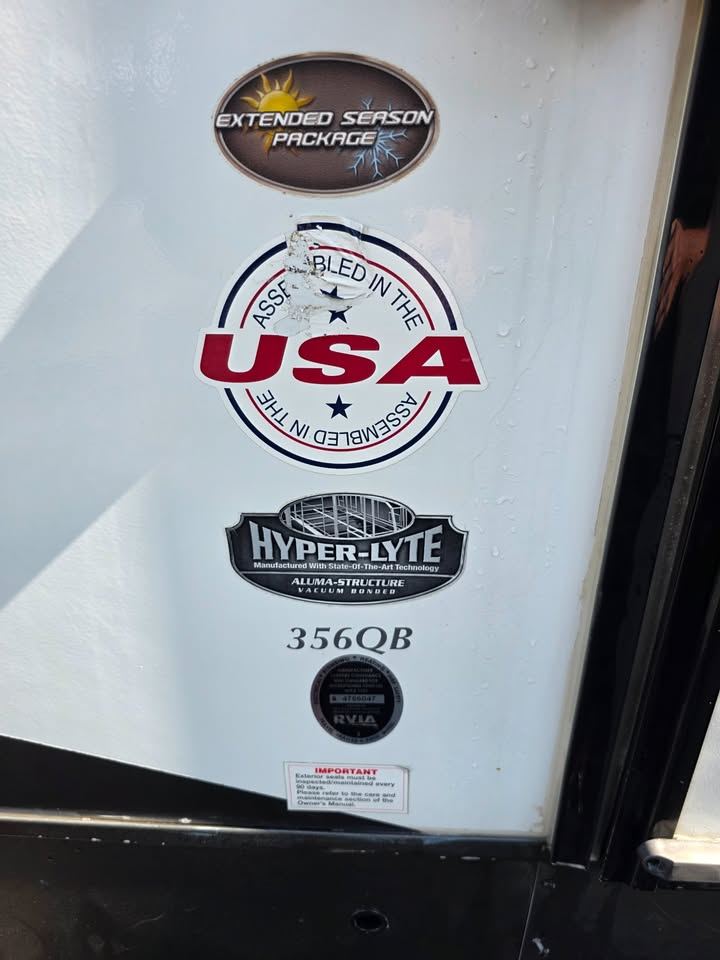 EXTENDED SEASON
PACKAGE
BLED IN THE
USA
ASSEMBLED IN THE
HYPER-LYTE
Manufactured With State-Of-The-Art Technology
ALUMA-STRUCTURE
VACUUM BONDED
356QB
MANUFACTURER
RVIA
IMPORTANT
Exterior seals must be
inspected/maintained every
90 days.
Please refer to the care and
maintenance section of the
Owner's Manual.